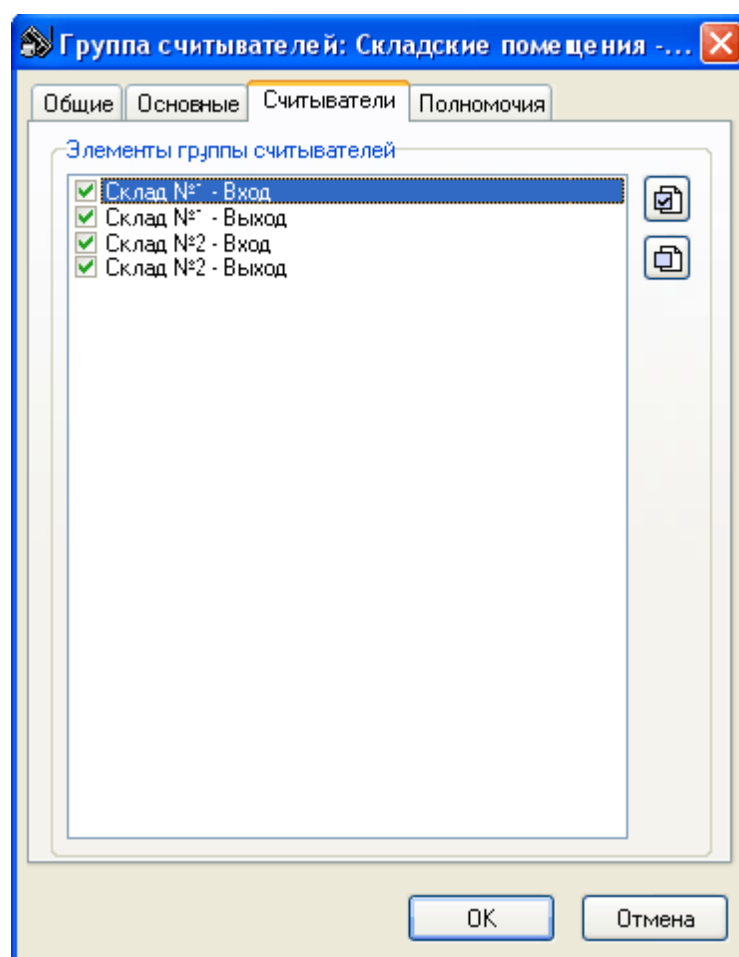 Группа считывателей: Складские помещения -...
Общие Основные Считыватели Полномочия
Элементы группы считывателей
Склад №1 - Вход
Склад №1 - Выход
Склад №2 - Вход
Склад №2 - Выход
OK Отмена